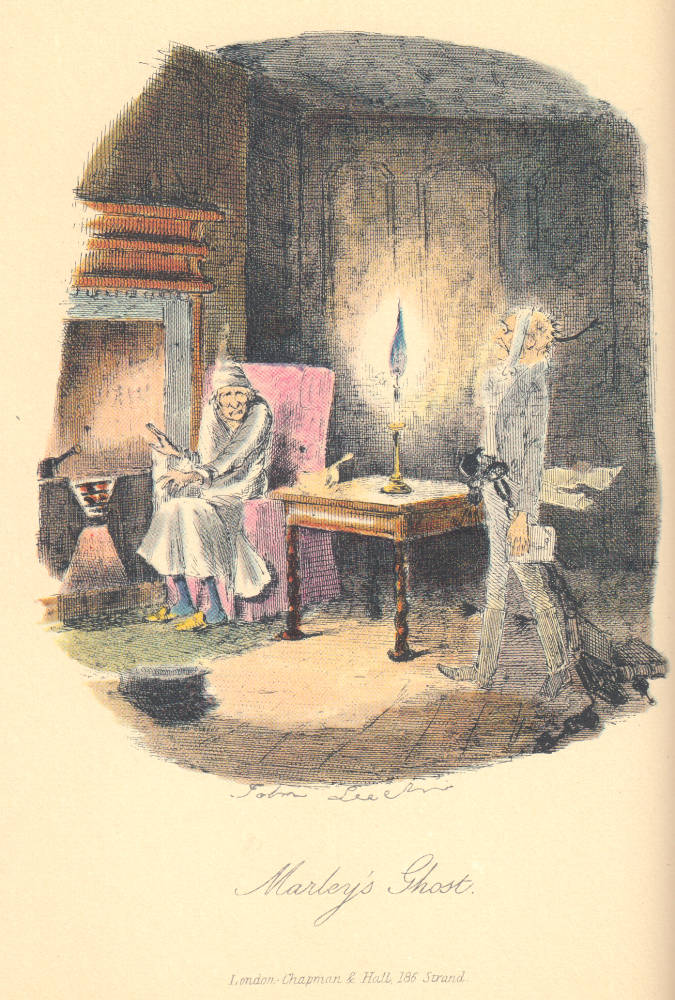 John Leech
Marley's Ghost.
London: Chapman & Hall, 186 Strand.